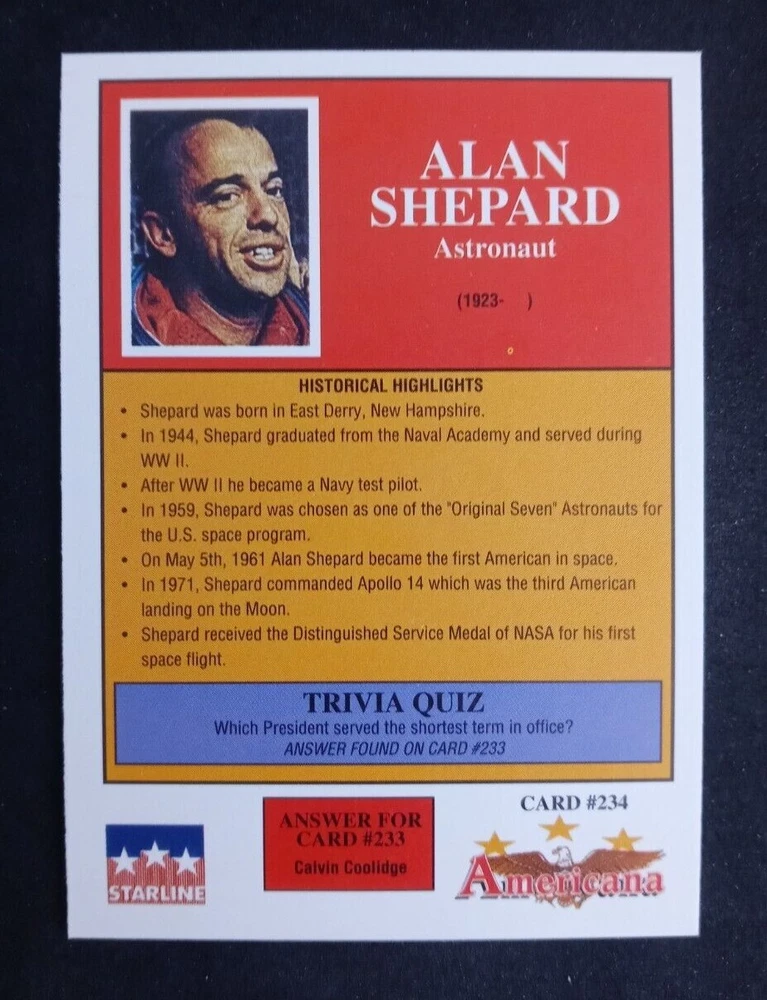 ALAN
SHEPARD
Astronaut
(1923-    )
HISTORICAL HIGHLIGHTS
• Shepard was born in East Derry, New Hampshire.
• In 1944, Shepard graduated from the Naval Academy and served during
WW II.
• After WW II he became a Navy test pilot.
• In 1959, Shepard was chosen as one of the "Original Seven" Astronauts for
the U.S. space program.
• On May 5th, 1961 Alan Shepard became the first American in space.
• In 1971, Shepard commanded Apollo 14 which was the third American
landing on the Moon.
• Shepard received the Distinguished Service Medal of NASA for his first
space flight.
TRIVIA QUIZ
Which President served the shortest term in office?
ANSWER FOUND ON CARD #233
ANSWER FOR
CARD #233
Calvin Coolidge
CARD #234
STARLINE
Americana